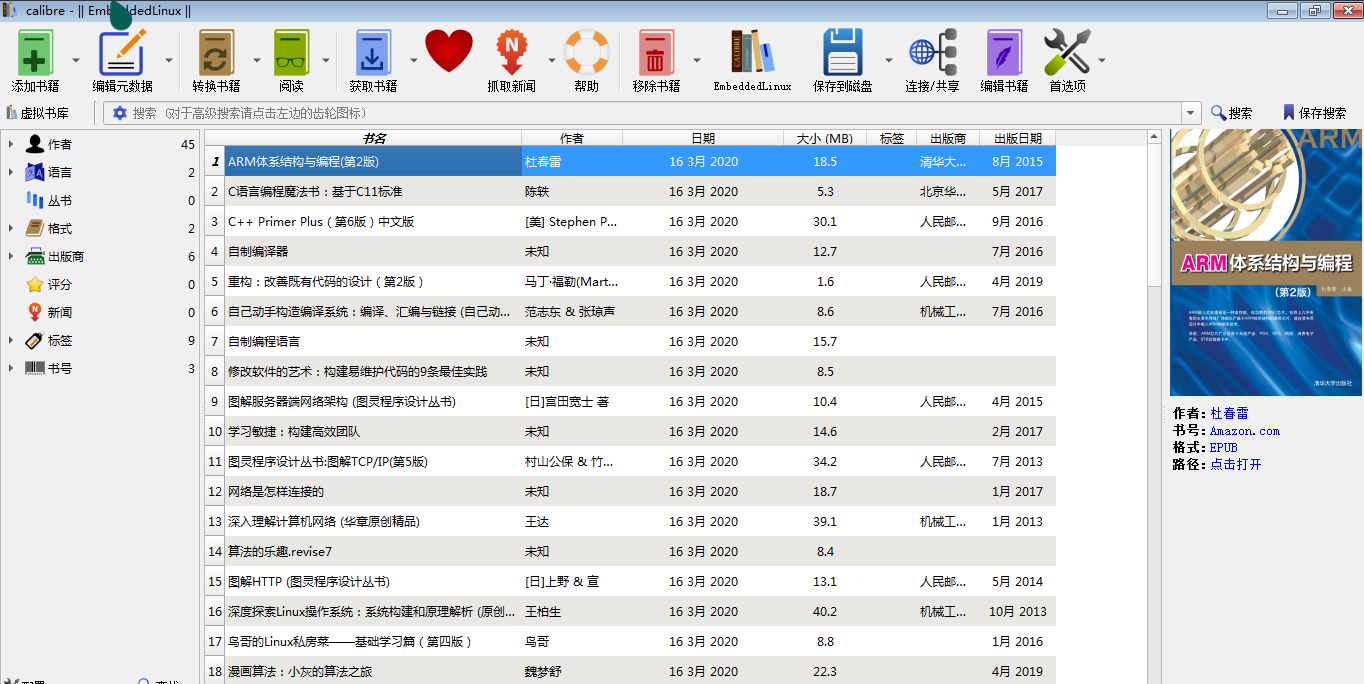 calibre - || EmbeddedLinux ||
添加书籍 编辑元数据 转换书籍 阅读 获取书籍 抓取新闻 帮助 移除书籍 EmbeddedLinux 保存到磁盘 连接/共享 编辑书籍 首选项
虚拟书库 搜索 (对于高级搜索请点击左边的齿轮图标) 搜索 保存搜索
作者 45
语言 2
丛书 0
格式 2
出版商 6
评分 0
新闻 0
标签 9
书号 3
书名 作者 日期 大小 (MB) 标签 出版商 出版日期
1 ARM体系结构与编程(第2版) 杜春雷 16 3月 2020 18.5 清华大... 8月 2015
2 C语言编程魔法书：基于C11标准 陈轶 16 3月 2020 5.3 北京华... 5月 2017
3 C++ Primer Plus（第6版）中文版 [美] Stephen P... 16 3月 2020 30.1 人民邮... 9月 2016
4 自制编译器 未知 16 3月 2020 12.7 7月 2016
5 重构：改善既有代码的设计（第2版） 马丁·福勒(Mart... 16 3月 2020 1.6 人民邮... 4月 2019
6 自己动手构造编译系统：编译、汇编与链接 (自己动... 范志东 & 张琼声 16 3月 2020 8.6 机械工... 7月 2016
7 自制编程语言 未知 16 3月 2020 15.7
8 修改软件的艺术：构建易维护代码的9条最佳实践 未知 16 3月 2020 8.5
9 图解服务器端网络架构 (图灵程序设计丛书) [日]宫田宽士 著 16 3月 2020 10.4 人民邮... 4月 2015
10 学习敏捷：构建高效团队 未知 16 3月 2020 14.6 2月 2017
11 图灵程序设计丛书:图解TCP/IP(第5版) 村山公保 & 竹... 16 3月 2020 34.2 人民邮... 7月 2013
12 网络是怎样连接的 未知 16 3月 2020 18.7 1月 2017
13 深入理解计算机网络 (华章原创精品) 王达 16 3月 2020 39.1 机械工... 1月 2013
14 算法的乐趣.revise7 未知 16 3月 2020 8.4
15 图解HTTP (图灵程序设计丛书) [日]上野 & 宣 16 3月 2020 13.1 人民邮... 5月 2014
16 深度探索Linux操作系统：系统构建和原理解析 (原创... 王柏生 16 3月 2020 40.2 机械工... 10月 2013
17 鸟哥的Linux私房菜——基础学习篇（第四版） 鸟哥 16 3月 2020 8.8 1月 2016
18 漫画算法：小灰的算法之旅 魏梦舒 16 3月 2020 22.3 4月 2019
ARM
ARM体系结构与编程
(第2版)
杜春雷 主编
清华大学出版社
作者: 杜春雷
书号: Amazon.com
格式: EPUB
路径: 点击打开